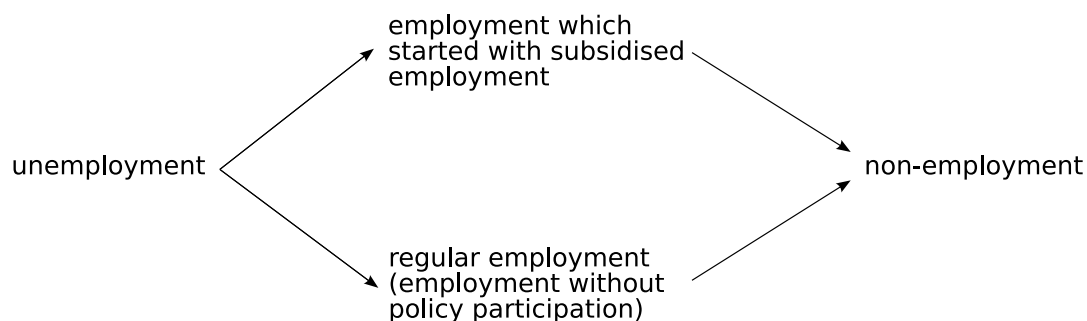 employment which
started with subsidised
employment
unemployment
non-employment
regular employment
(employment without
policy participation)